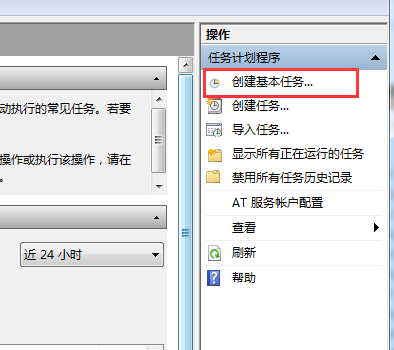 操作
任务计划程序
创建基本任务...
动执行的常见任务。若要
创建任务...
导入任务...
操作或执行该操作，请在
显示所有正在运行的任务
。
禁用所有任务历史记录
AT 服务帐户配置
查看
近 24 小时
刷新
帮助